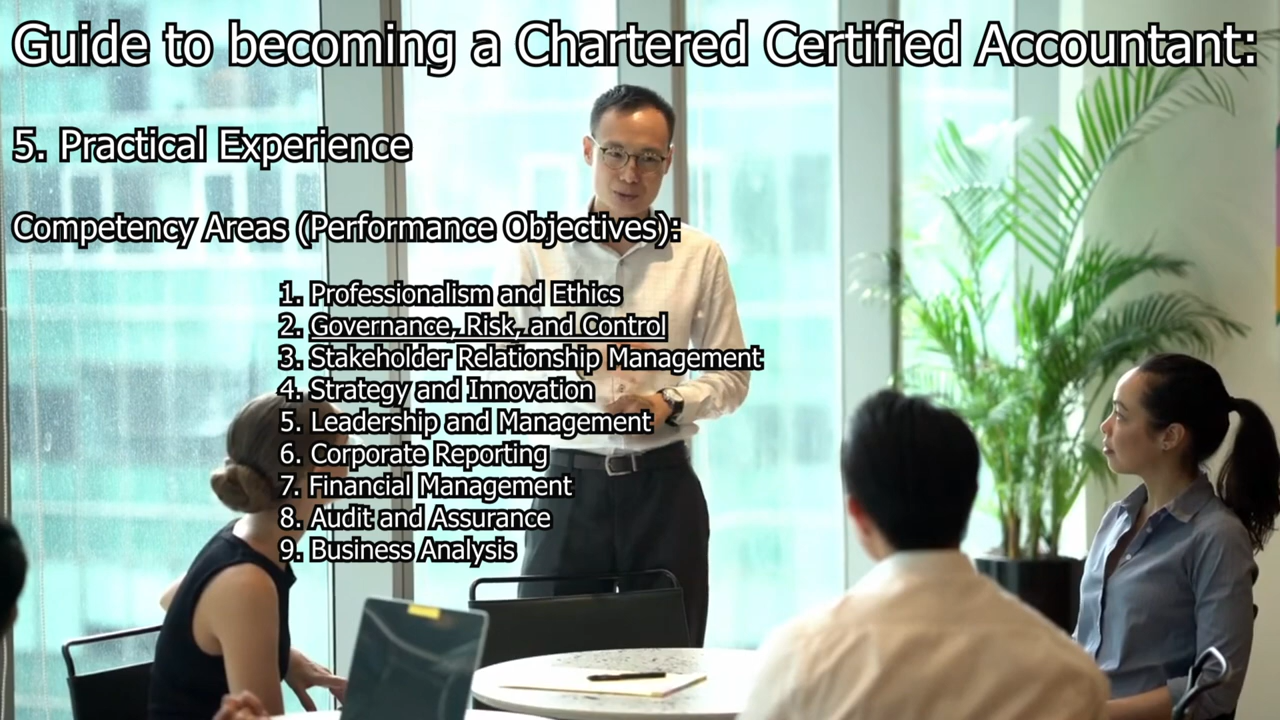 Guide to becoming a Chartered Certified Accountant:
5. Practical Experience
Competency Areas (Performance Objectives):
1. Professionalism and Ethics
2. Governance, Risk, and Control
3. Stakeholder Relationship Management
4. Strategy and Innovation
5. Leadership and Management
6. Corporate Reporting
7. Financial Management
8. Audit and Assurance
9. Business Analysis